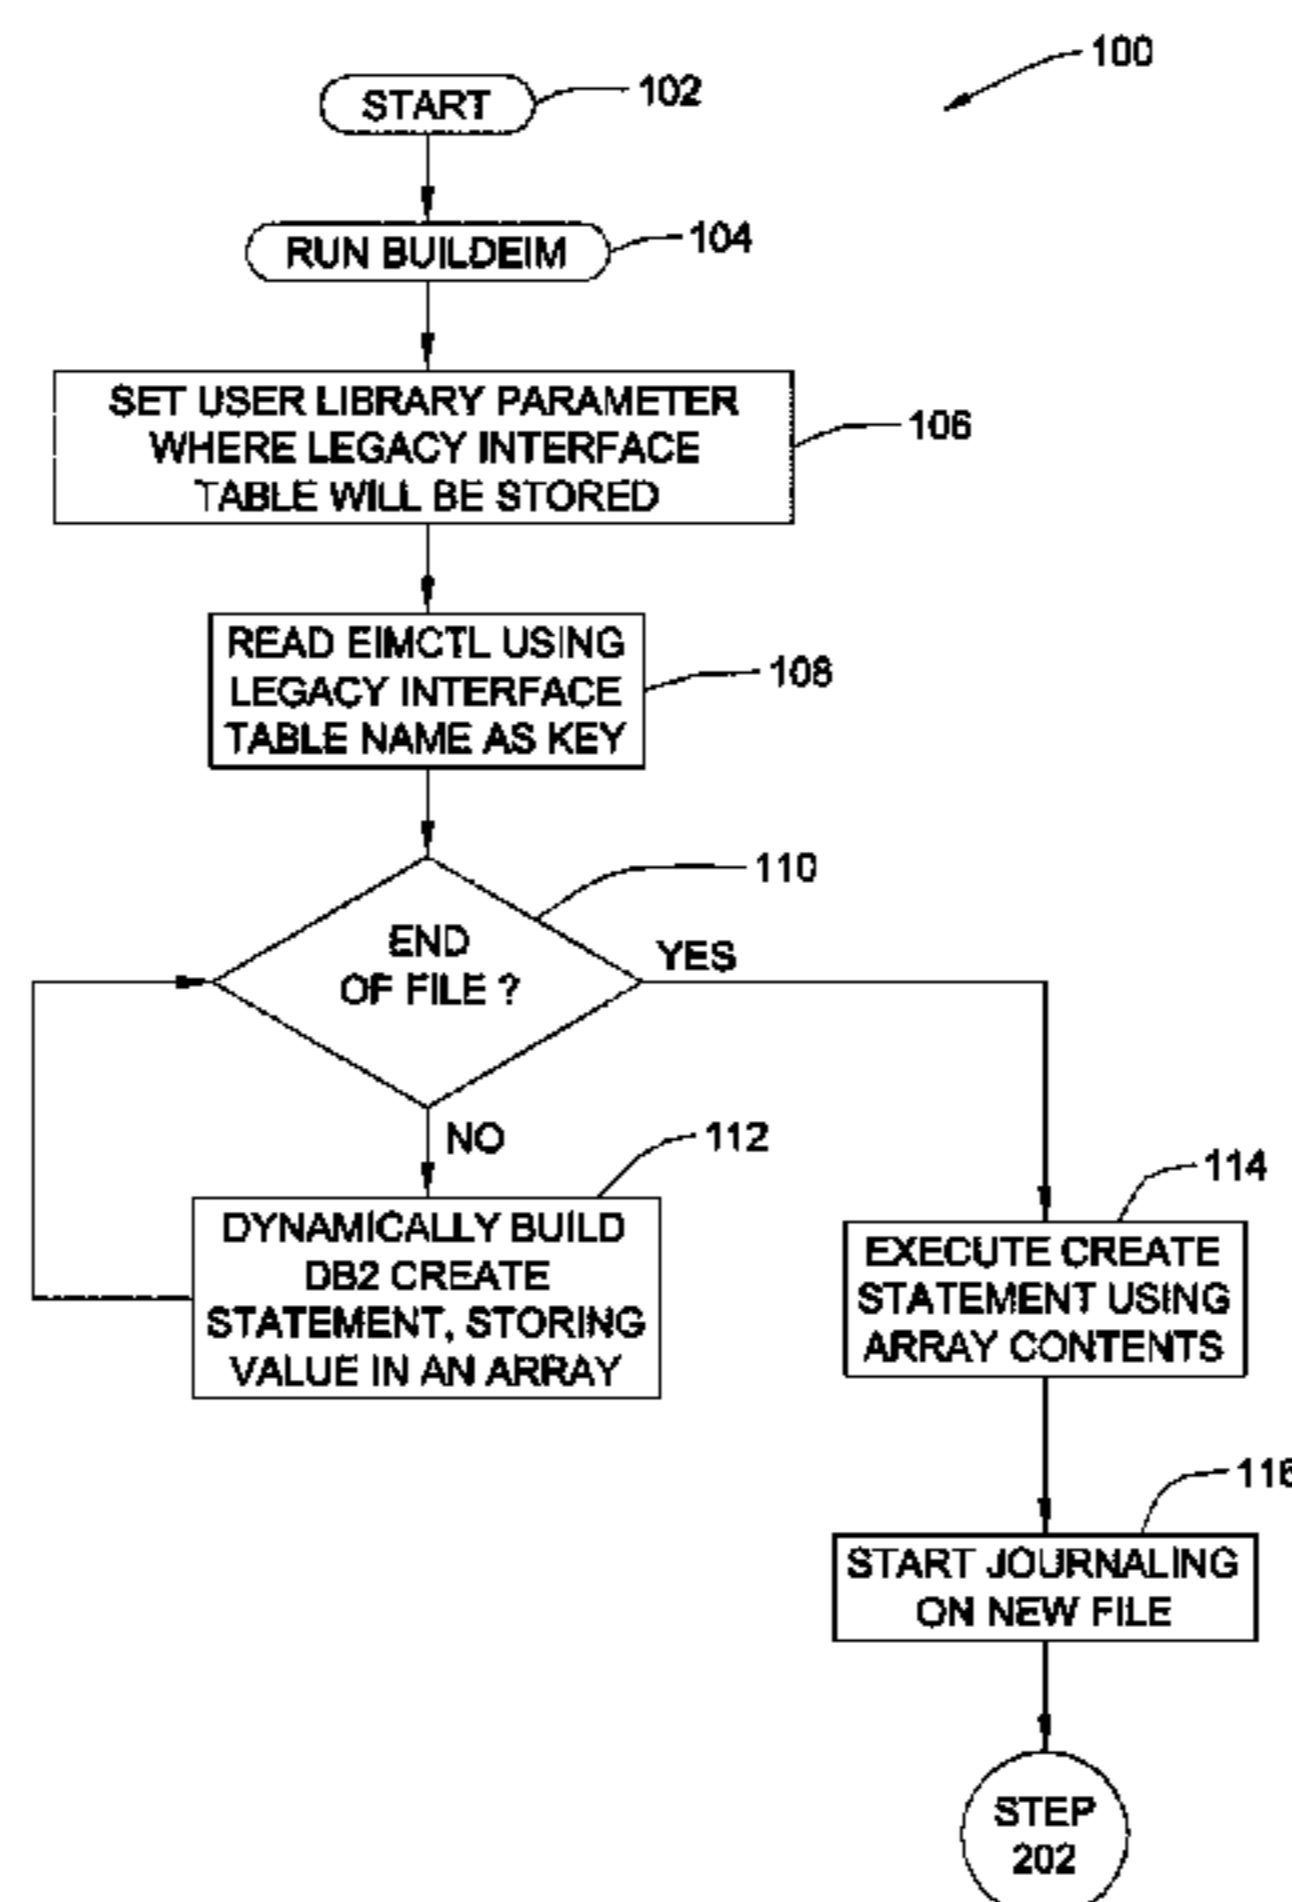 100
START
102
RUN BUILDEIM
104
SET USER LIBRARY PARAMETER
WHERE LEGACY INTERFACE
TABLE WILL BE STORED
106
READ EIMCTL USING
LEGACY INTERFACE
TABLE NAME AS KEY
108
END
OF FILE ?
110
YES
NO
DYNAMICALLY BUILD
DB2 CREATE
STATEMENT, STORING
VALUE IN AN ARRAY
112
EXECUTE CREATE
STATEMENT USING
ARRAY CONTENTS
114
START JOURNALING
ON NEW FILE
116
STEP
202